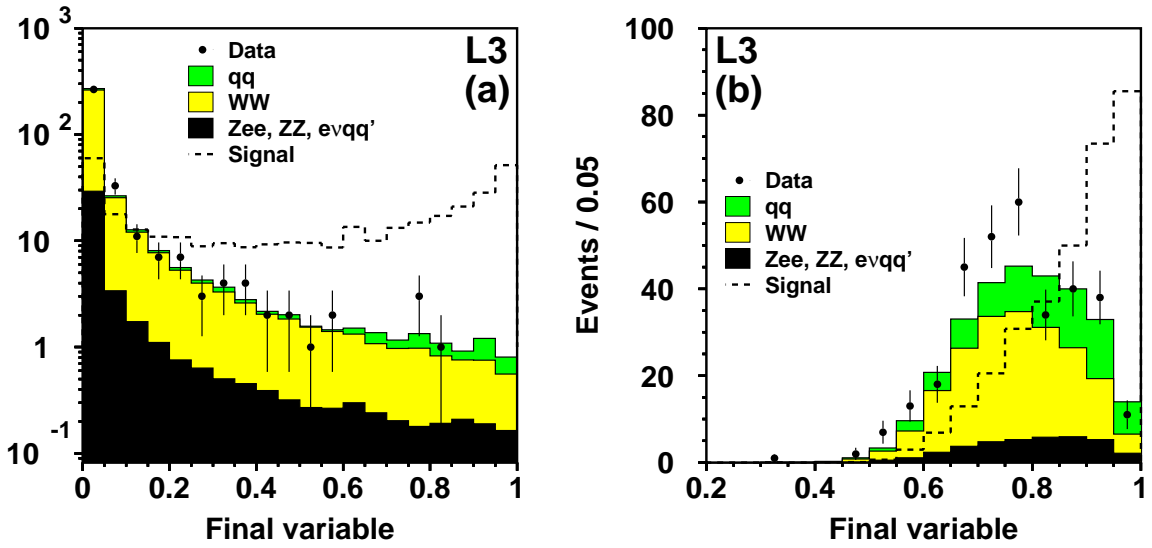 10 3
10 2
10
1
10 -1
0 0.2 0.4 0.6 0.8 1
Final variable
L3
(a)
Data
qq
WW
Zee, ZZ, eνqq’
Signal
Events / 0.05
100
80
60
40
20
0
0.2 0.4 0.6 0.8 1
Final variable
L3
(b)
Data
qq
WW
Zee, ZZ, eνqq’
Signal